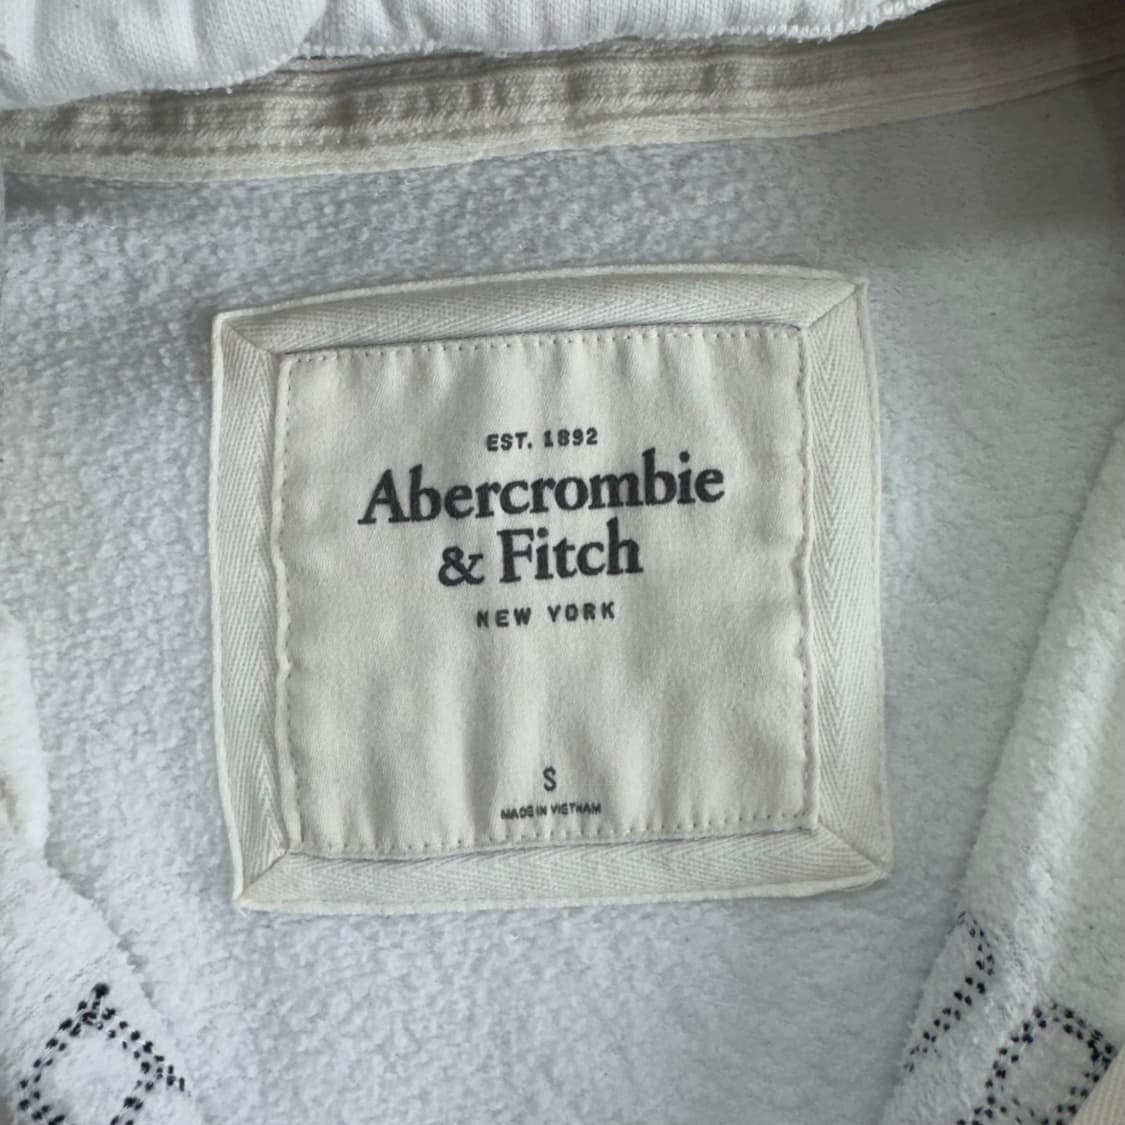 EST. 1892
Abercrombie
& Fitch
NEW YORK
S
MADE IN VIETNAM